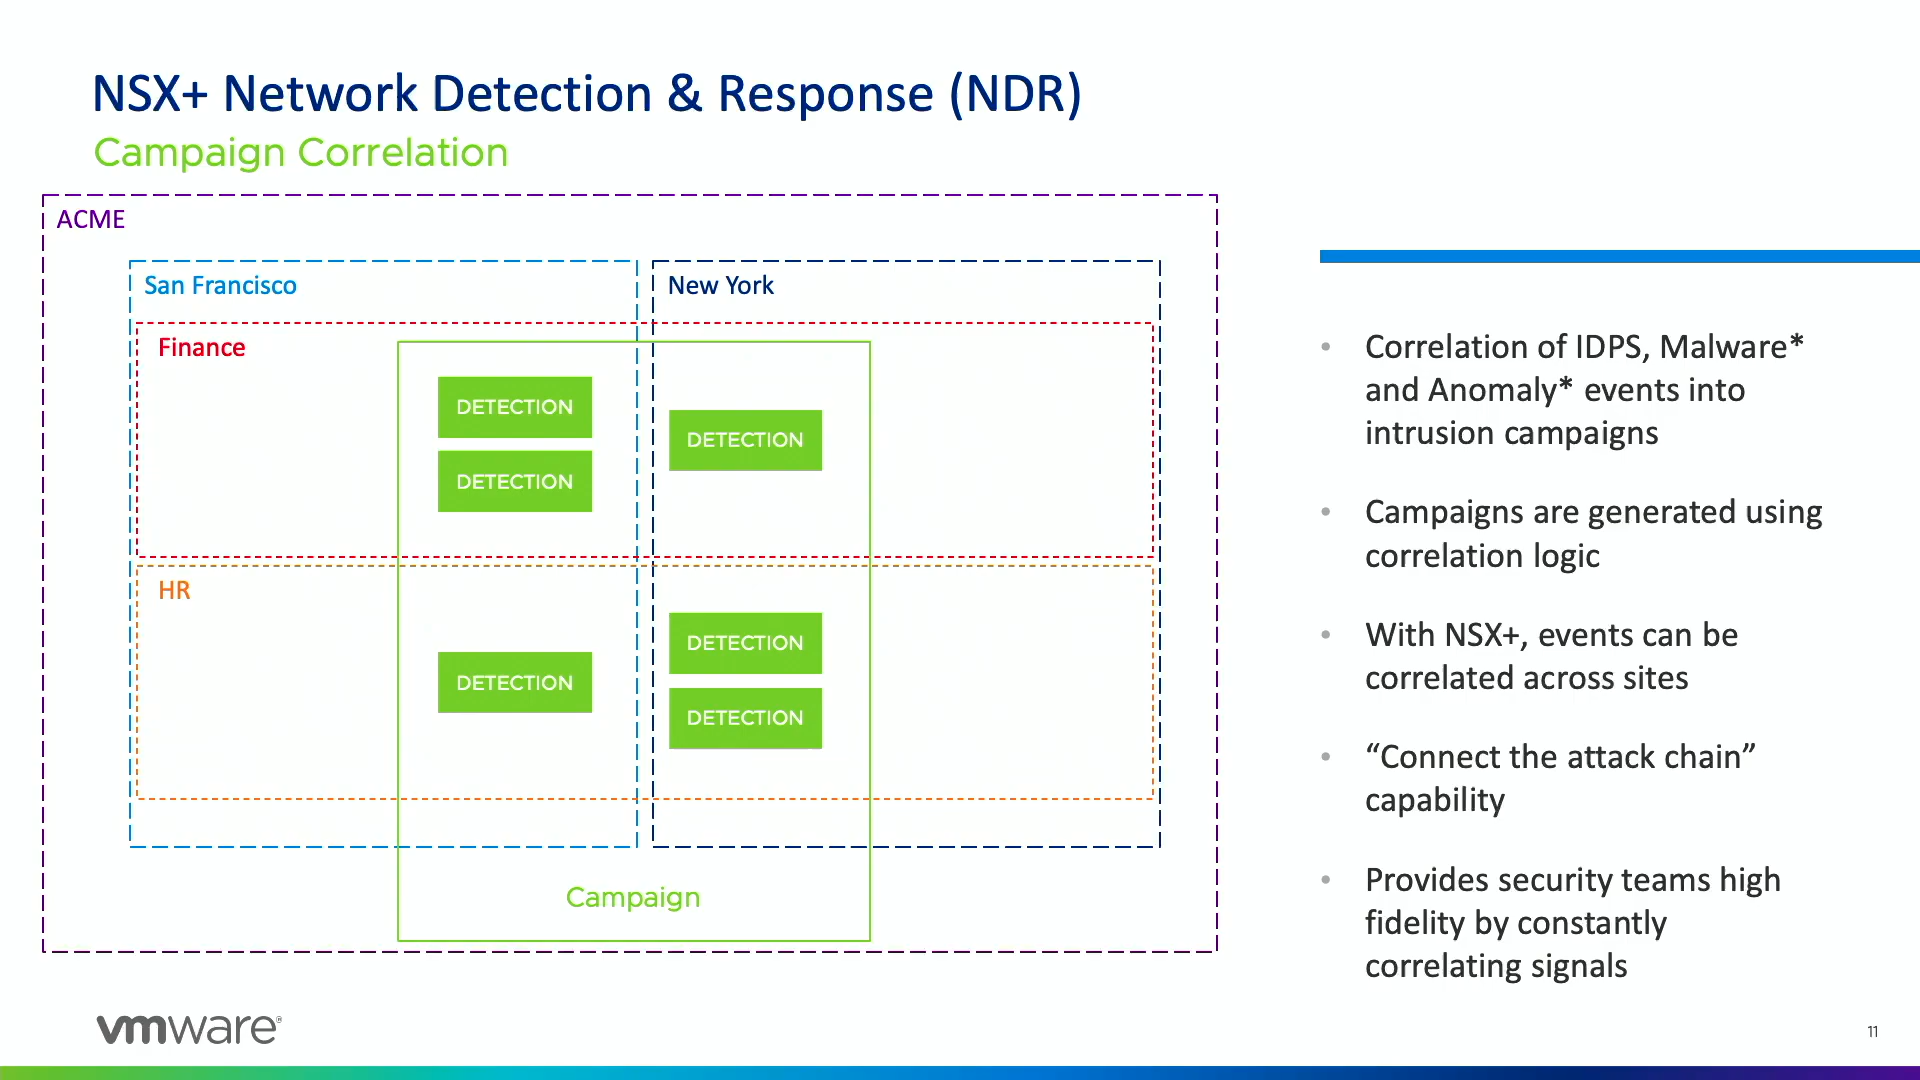 NSX+ Network Detection & Response (NDR)
Campaign Correlation
ACME
San Francisco
New York
Finance
DETECTION
DETECTION
DETECTION
HR
DETECTION
DETECTION
DETECTION
Campaign
• Correlation of IDPS, Malware*
and Anomaly* events into
intrusion campaigns
• Campaigns are generated using
correlation logic
• With NSX+, events can be
correlated across sites
• “Connect the attack chain”
capability
• Provides security teams high
fidelity by constantly
correlating signals
vmware®
11